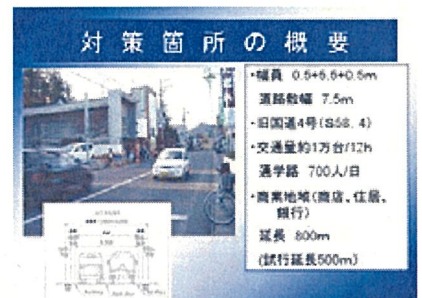 対策箇所の概要
・幅員 0.5+6.5+0.5m
道路敷幅 7.5m
・旧国道4号(S58.4)
・交通量約1万台/12h
通学路 700人/日
・商業地域(商店、住居、
銀行)
延長 800m
(試行延長500m)